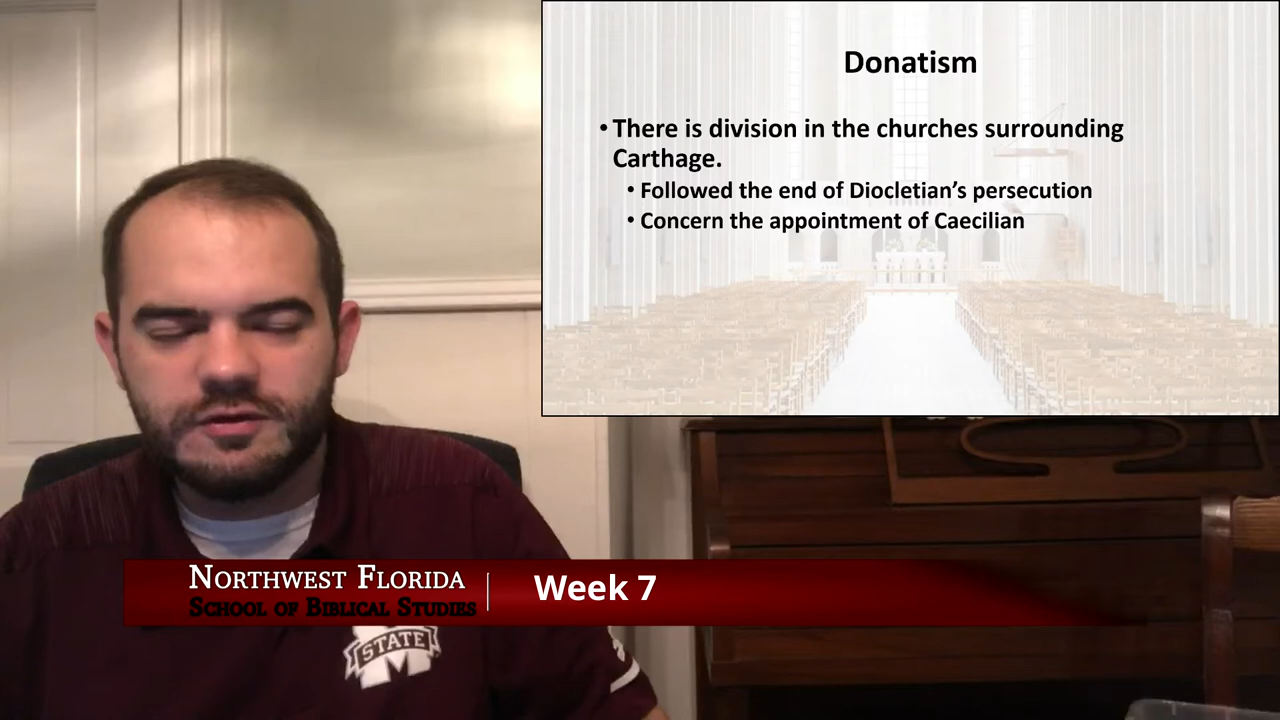 Donatism
• There is division in the churches surrounding
Carthage.
• Followed the end of Diocletian’s persecution
• Concern the appointment of Caecilian
Northwest Florida
School of Biblical Studies
Week 7
STATE
M